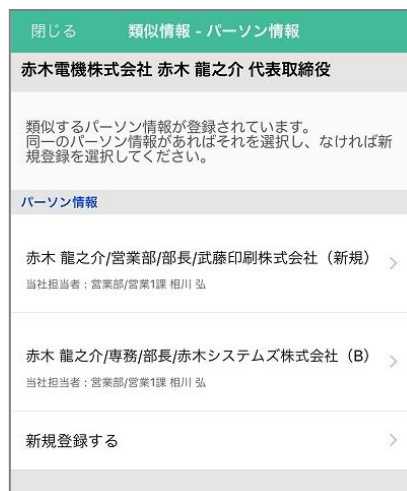 閉じる 類似情報 - パーソン情報
赤木電機株式会社 赤木 龍之介 代表取締役
類似するパーソン情報が登録されています。
同一のパーソン情報があればそれを選択し、なければ新
規登録を選択してください。
パーソン情報
赤木 龍之介/営業部/部長/武藤印刷株式会社（新規）
当社担当者：営業部/営業1課 相川 弘
赤木 龍之介/専務/部長/赤木システムズ株式会社（B）
当社担当者：営業部/営業1課 相川 弘
新規登録する